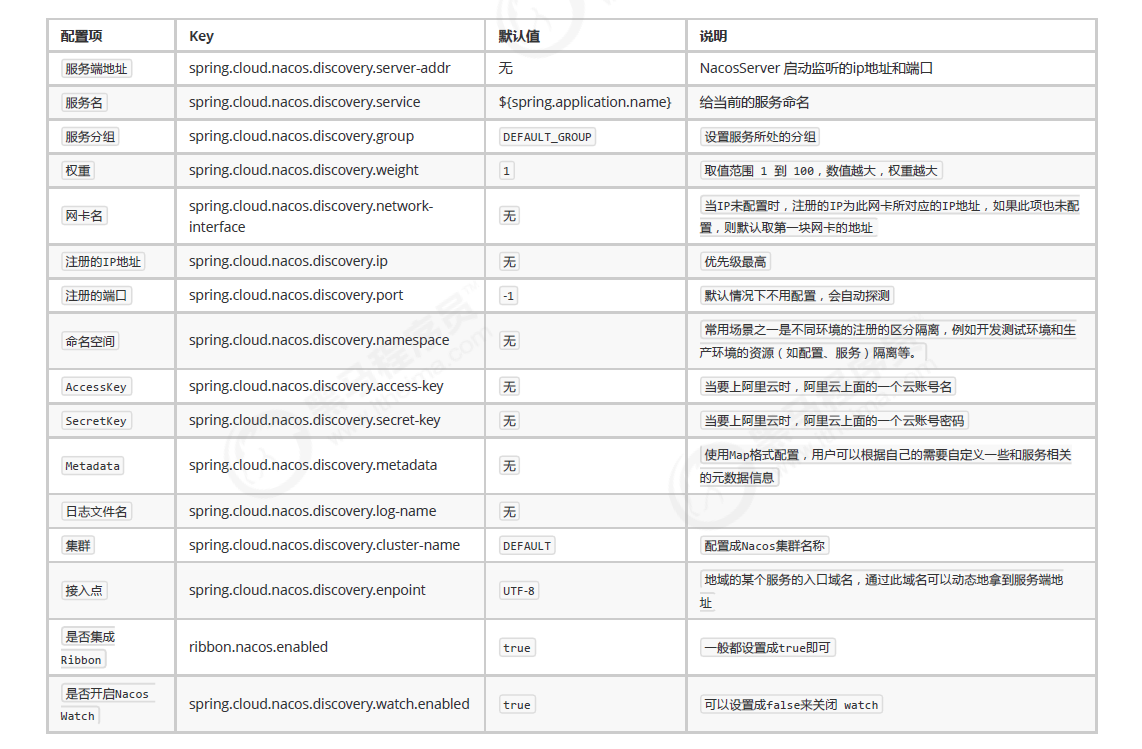 配置项 Key 默认值 说明
服务端地址 spring.cloud.nacos.discovery.server-addr 无 NacosServer 启动监听的ip地址和端口
服务名 spring.cloud.nacos.discovery.service ${spring.application.name} 给当前的服务命名
服务分组 spring.cloud.nacos.discovery.group DEFAULT_GROUP 设置服务所处的分组
权重 spring.cloud.nacos.discovery.weight 1 取值范围 1 到 100，数值越大，权重越大
网卡名 spring.cloud.nacos.discovery.network-
interface 无 当IP未配置时，注册的IP为此网卡所对应的IP地址，如果此项也未配
置，则默认取第一块网卡的地址
注册的IP地址 spring.cloud.nacos.discovery.ip 无 优先级最高
注册的端口 spring.cloud.nacos.discovery.port -1 默认情况下不用配置，会自动探测
命名空间 spring.cloud.nacos.discovery.namespace 无 常用场景之一是不同环境的注册的区分隔离，例如开发测试环境和生
产环境的资源（如配置、服务）隔离等。
AccessKey spring.cloud.nacos.discovery.access-key 无 当要上阿里云时，阿里云上面的一个云账号名
SecretKey spring.cloud.nacos.discovery.secret-key 无 当要上阿里云时，阿里云上面的一个云账号密码
Metadata spring.cloud.nacos.discovery.metadata 无 使用Map格式配置，用户可以根据自己的需要自定义一些和服务相关
的元数据信息
日志文件名 spring.cloud.nacos.discovery.log-name 无
集群 spring.cloud.nacos.discovery.cluster-name DEFAULT 配置成Nacos集群名称
接入点 spring.cloud.nacos.discovery.enpoint UTF-8 地域的某个服务的入口域名，通过此域名可以动态地拿到服务端地
址
是否集成
Ribbon ribbon.nacos.enabled true 一般都设置成true即可
是否开启Nacos
Watch spring.cloud.nacos.discovery.watch.enabled true 可以设置成false来关闭 watch